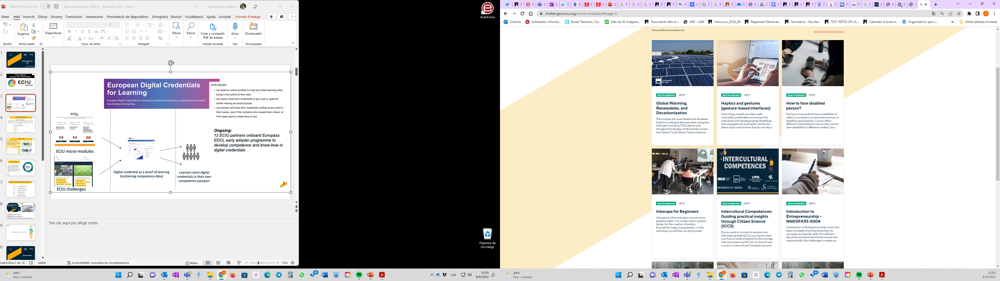 Desament automàtic
Microcredenciales ANECA_ Setiembre 2022 • Desat
Silvia Blanch Gelabert
Fitxer Inici Inserció Dibuix Disseny Transicions Animacions Presentació de diapositives Enregistra Revisió Visualització Ajuda Acrobat Format d'imatge
Enganxa
Diapositives
28
Dibuix
Edició
Crear y compartir
PDF de Adobe
Dicta
Dissenyador
Desfés
Porta-retalls
Tipus de lletra
Paràgraf
Adobe Acrobat
Veu
Dissenyador
1
2
3
4
5
6
7
8
9
0
ECIU
university
European Digital Credentials
for Learning
European Digital Credentials for Learning are statements issued by an organisation to a learner,
documenting their learning.
Individuals
• can build an online portfolio to track all of their learning while
being in full control of their data
• can easily reuse their credentials to get a job or apply for
further training all across Europe
• can present and have their credentials verified at any point in
their career, even if the institution who issued them closes, or
if the data used to create them is lost
Ongoing:
12 ECIU partners onboard Europass
EDCL early adopter programme to
develop competence and know-how in
digital credentials
ECIU
ECIU micro-modules
ECIU challenges
Digital credential as a proof of learning
(containing competence data)
Learners store digital
credentials in their own
competence passport
3
Feu clic aquí per afegir notes
Diapositiva 3 de 18
català
Accessibilitat: consulteu les recomanacions
Notes
72%
AutoFirma
Paperera de
reciclatge
24°C
Parc. nublado
45
CAT
23:05
8/9/2022
challenges.eciu.org/micro-modules/#page-3
Outlook
Softcatalà | Informà...
Bored Teachers | Ce...
Más de 50 imágene...
Documents dels òr...
ARE - UAB
Instruccio_2020_09
Reglament Electoral...
Normativa - Faculta...
TEXT REFÓS DE LA...
Calendari d'accés a...
Organització: què c...
»
Altres adreces d'interès
There are 150 micromodules live
View archived micro-modules
Open for application 3 ECTS
Global Warming,
Renewables, and
Decarbonization
This module will cover bioethanol, biodiesel,
fuels from cellulosic biomass, blue and green
hydrogen including CO2 capture and
storage technologies, wind and solar power,
the Carbon Cycle, Direct Carbon Capture...
Open for application 1 ECTS
Haptics and gestures
(gesture-based interfaces)
Technology overall, provides a safe,
controlled, predictable environment for
individuals with developmental disabilities,
and using gestures and haptic interaction
allows input mechanisms that do not rely o...
Open for application 2 ECTS
How to face disabled
person?
During course students have possibilites to
reflect on and learn current phenomenon on
disability participations. Course offers
different interpretations how society can be
seen disabilities in different models. One...
INTERCULTURAL
COMPETENCES
INSA
ktu
UAB
UNIVERSITY OF TWENTE.
University
of Stavanger
Open for application 1 ECTS
Inkscape for Beginners
Inkscape is a free and open-source vector
graphics editor. It is mostly used in graphic
design for the creation of posters,
illustrations, logos, typographies... In this
workshop you will learn by doing small...
Open for application 2 ECTS
Intercultural Competences:
Guiding practical insights
through Citizen Science
(ICCS)
Do you want to connect to people in an
international setting? Do you want to start
your future career prepared for the strongly
interconnected world? Join our brand-new
course on Intercultural Competences and...
Open for application 5 ECTS
Introduction to
Entrepreneurship -
NN00FA93-3004
Introduction to Entrepreneurship covers the
basic principles of entrepreneurship, its
concepts and specific skills. You will learn
about the entrepreneurial phenomena, the
required skills, the challenges it creates an...
24°C
Parc. nublado
45
23:05
8/9/2022